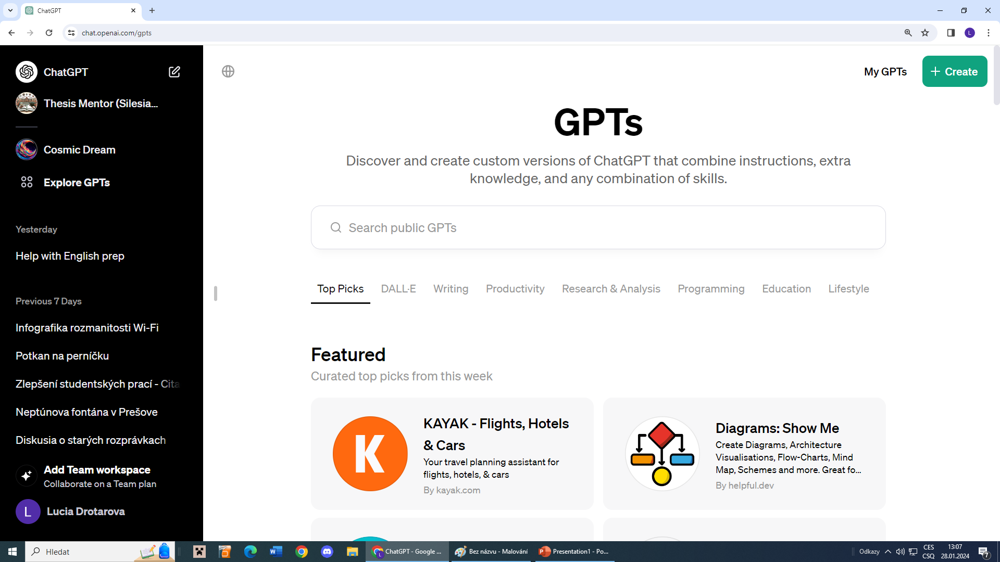 ChatGPT
chat.openai.com/gpts
L
ChatGPT
Thesis Mentor (Silesia...
Cosmic Dream
Explore GPTs
Yesterday
Help with English prep
Previous 7 Days
Infografika rozmanitosti Wi-Fi
Potkan na perníčku
Zlepšení studentských prací - Cita
Neptúnova fontána v Prešove
Diskusia o starých rozprávkach
Add Team workspace
Collaborate on a Team plan
L
Lucia Drotarova
My GPTs
+ Create
GPTs
Discover and create custom versions of ChatGPT that combine instructions, extra
knowledge, and any combination of skills.
Search public GPTs
Top Picks DALL·E Writing Productivity Research & Analysis Programming Education Lifestyle
Featured
Curated top picks from this week
K
KAYAK - Flights, Hotels
& Cars
Your travel planning assistant for
flights, hotels, & cars
By kayak.com
Diagrams: Show Me
Create Diagrams, Architecture
Visualisations, Flow-Charts, Mind
Map, Schemes and more. Great fo...
By helpful.dev
Hledat
ChatGPT - Google ...
Bez názvu - Malování
Presentation1 - Po...
Odkazy
CES
CSQ
13:07
28.01.2024
7